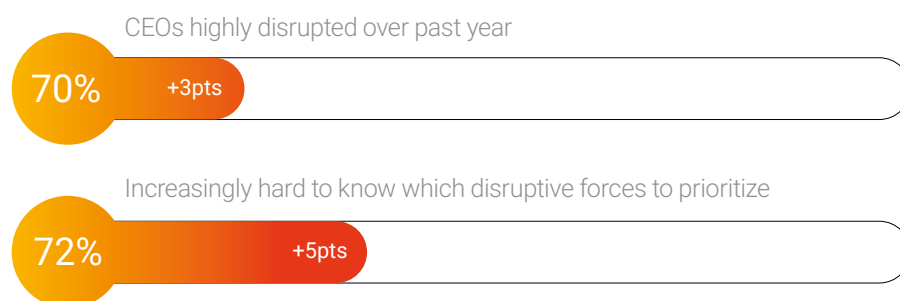 CEOs highly disrupted over past year
70% +3pts
Increasingly hard to know which disruptive forces to prioritize
72% +5pts